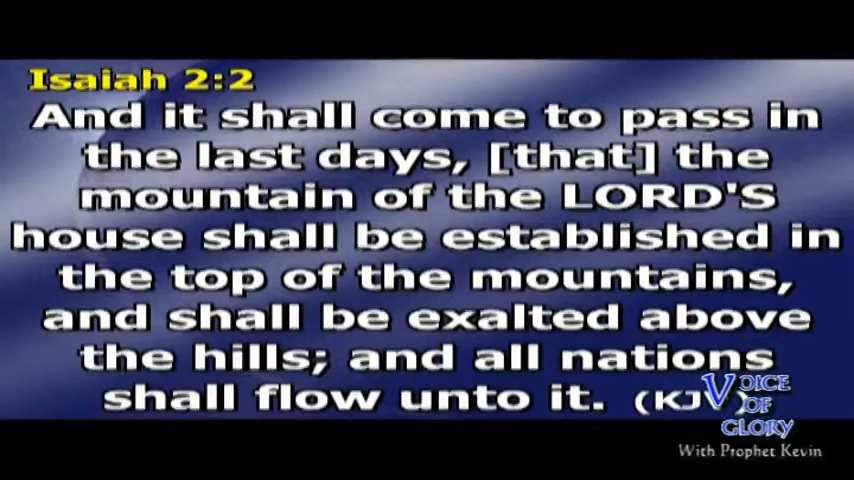 Isaiah 2:2
And it shall come to pass in
the last days, [that] the
mountain of the LORD'S
house shall be established in
the top of the mountains,
and shall be exalted above
the hills; and all nations
shall flow unto it. (KJV)
VOICE
OF
GLORY
With Prophet Kevin